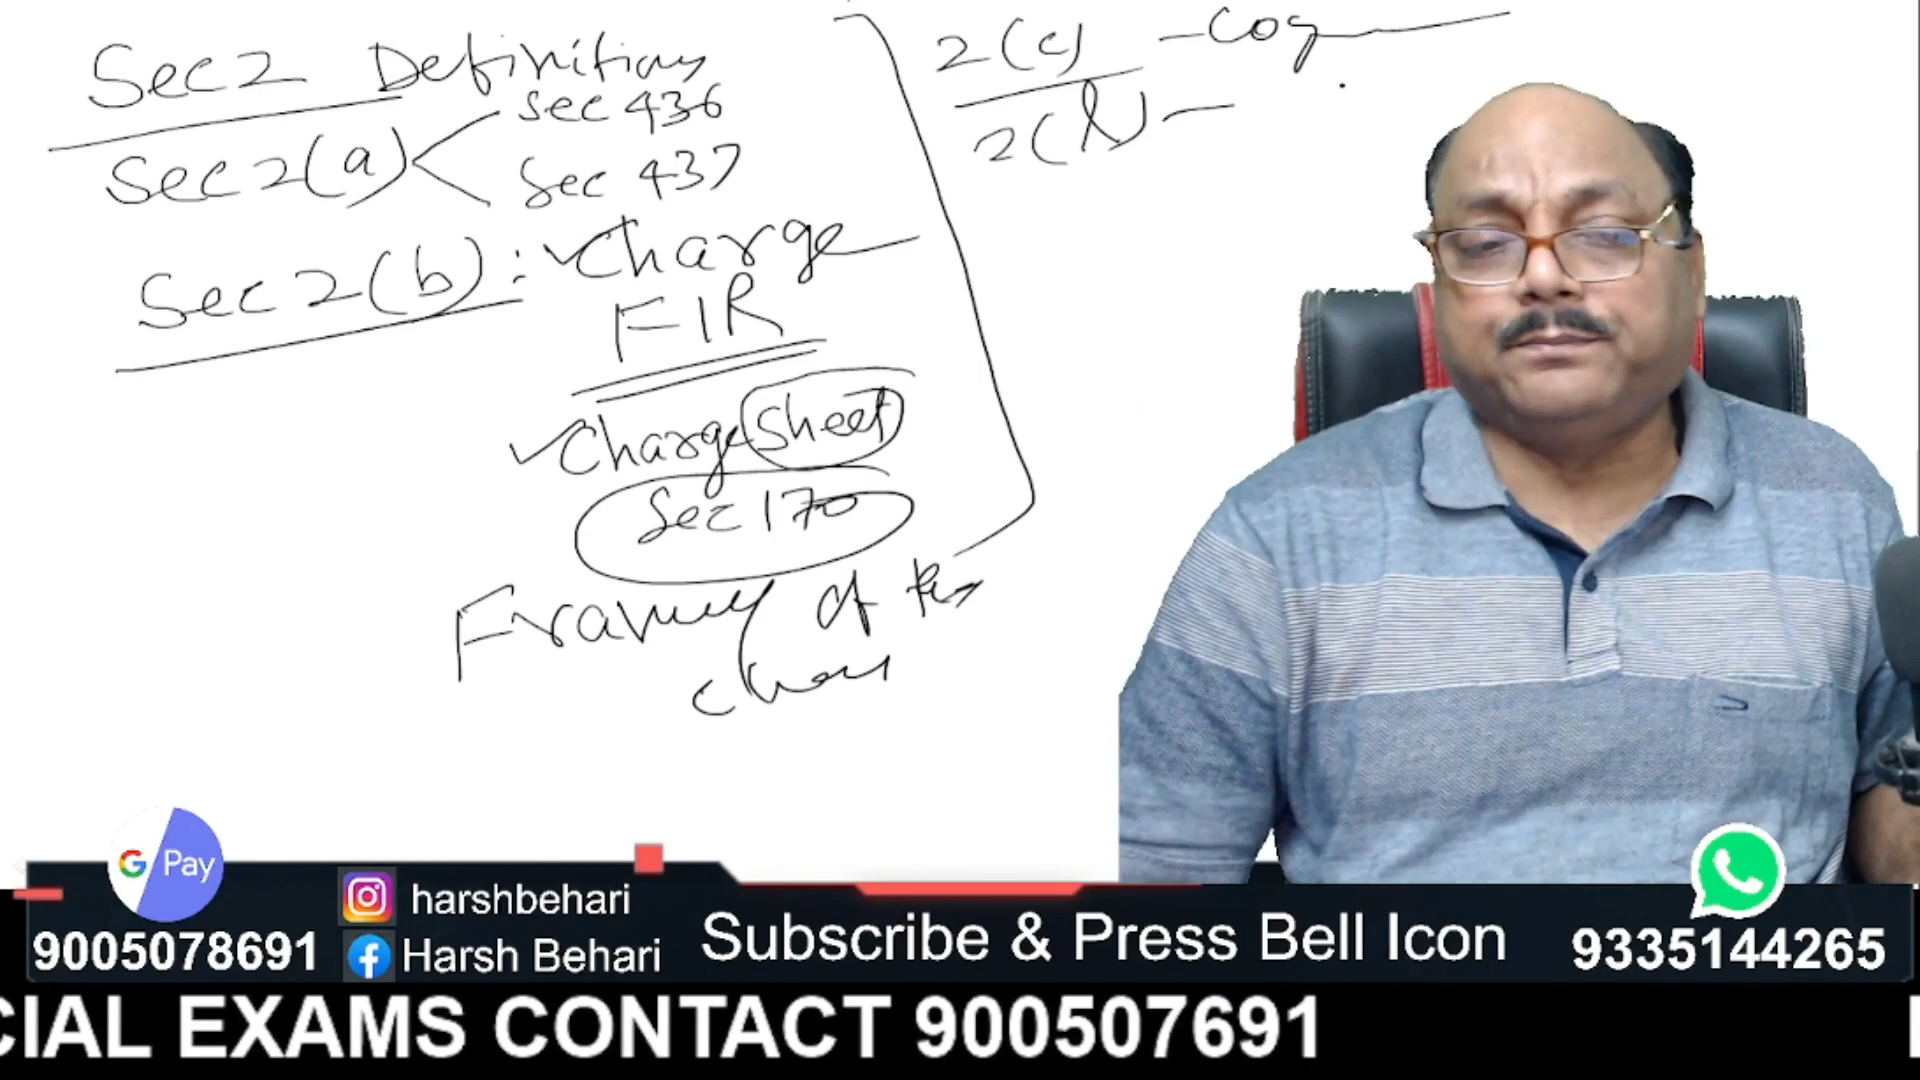 Sec 2 Definitions
Sec 2(a) < Sec 436
Sec 437
Sec 2(b) : Charge
FIR
Charge Sheet
Sec 170
of
2(c) - Cog
2(l) -
G Pay
9005078691
harshbehari
Harsh Behari
Subscribe & Press Bell Icon
9335144265
CIAL EXAMS CONTACT 900507691